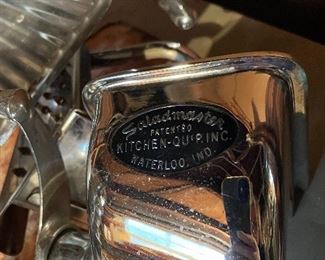 Saladmaster
PATENTED
KITCHEN-QUIP, INC.
WATERLOO, IND.